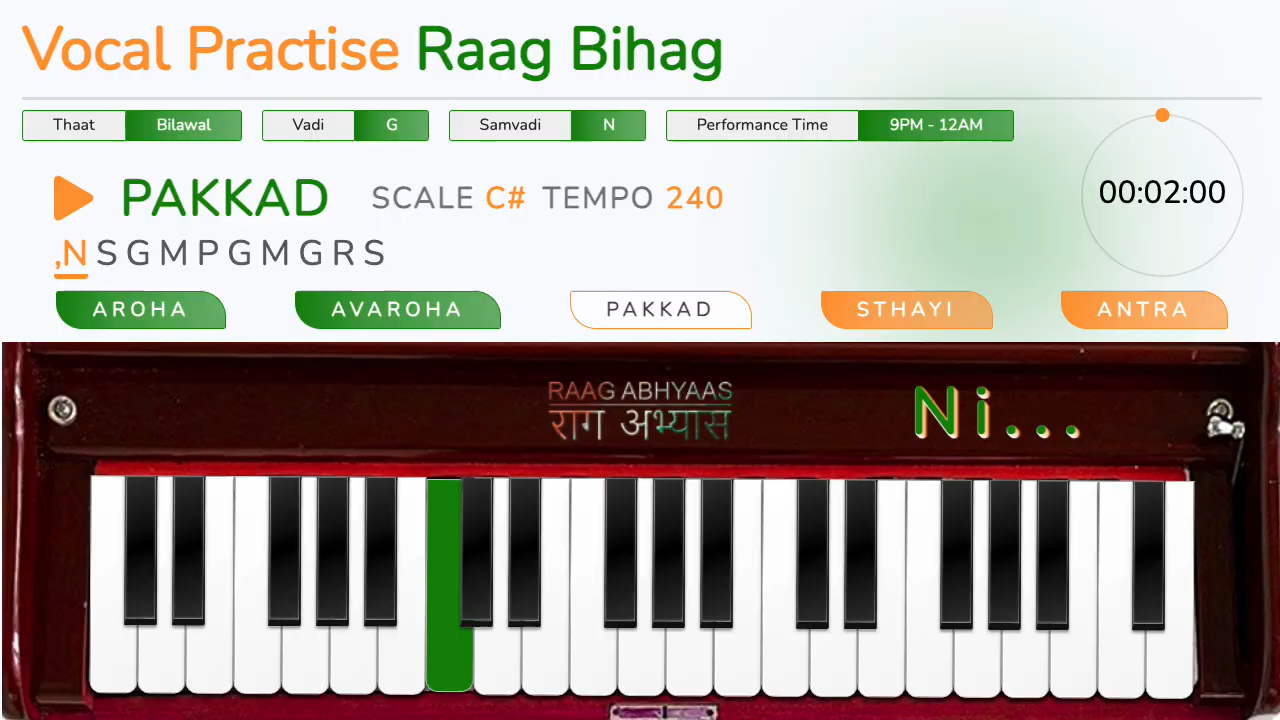 Vocal Practise Raag Bihag
Thaat Bilawal Vadi G Samvadi N Performance Time 9PM - 12AM
00:02:00
PAKKAD SCALE C# TEMPO 240
,N S G M P G M G R S
AROHA AVAROHA PAKKAD STHAYI ANTRA
RAAG ABHYAAS
राग अभ्यास
Ni...